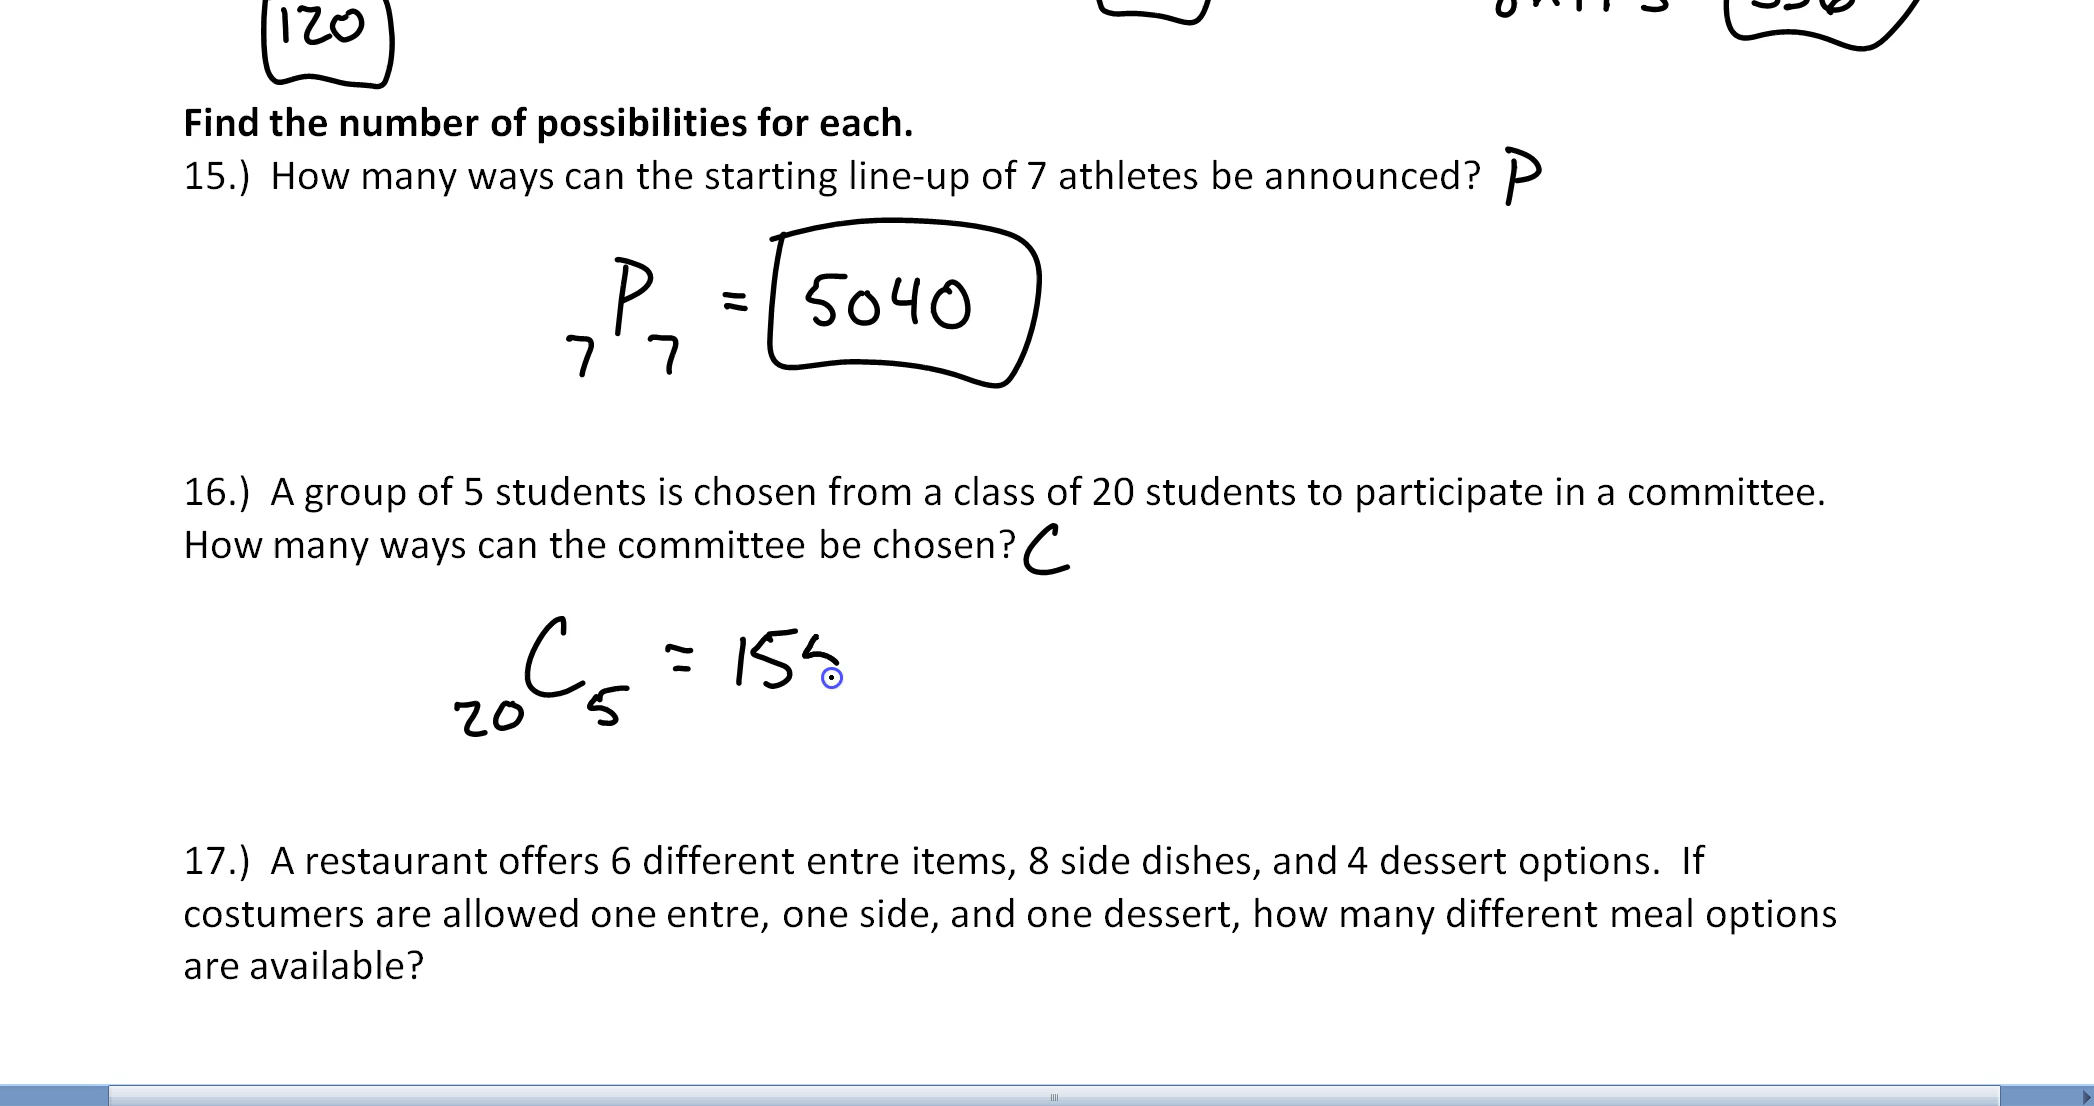 120
Find the number of possibilities for each.
15.) How many ways can the starting line-up of 7 athletes be announced? P
7P7 = 5040
16.) A group of 5 students is chosen from a class of 20 students to participate in a committee.
How many ways can the committee be chosen? C
20C5 = 155
17.) A restaurant offers 6 different entre items, 8 side dishes, and 4 dessert options. If
costumers are allowed one entre, one side, and one dessert, how many different meal options
are available?